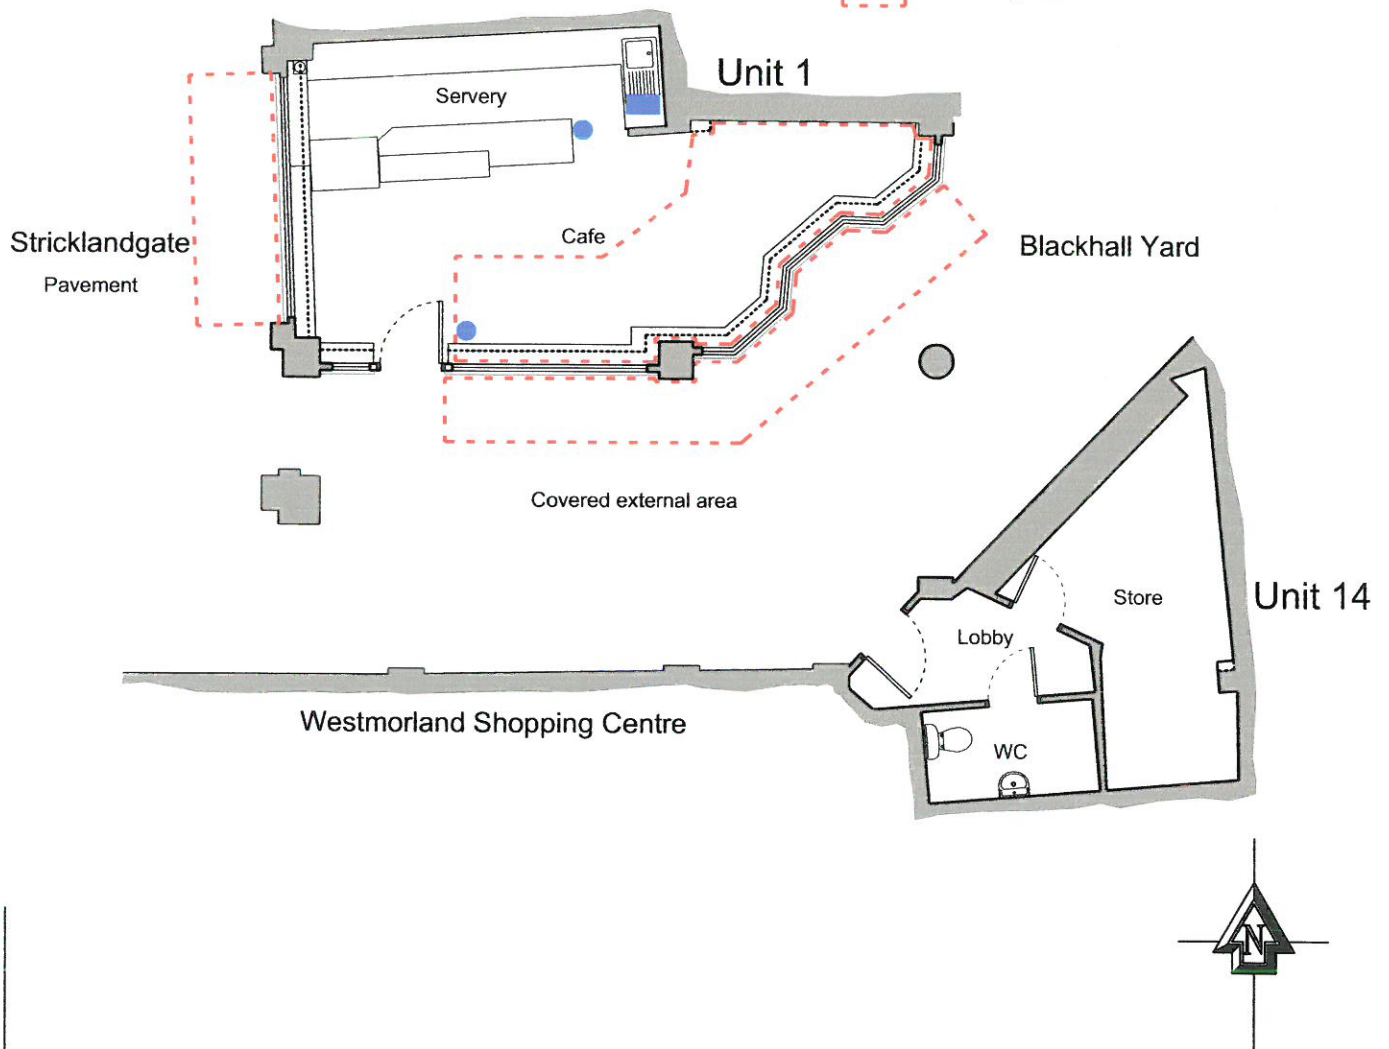 Unit 1
Servery
Stricklandgate
Pavement
Cafe
Blackhall Yard
Covered external area
Store
Unit 14
Lobby
Westmorland Shopping Centre
WC
N